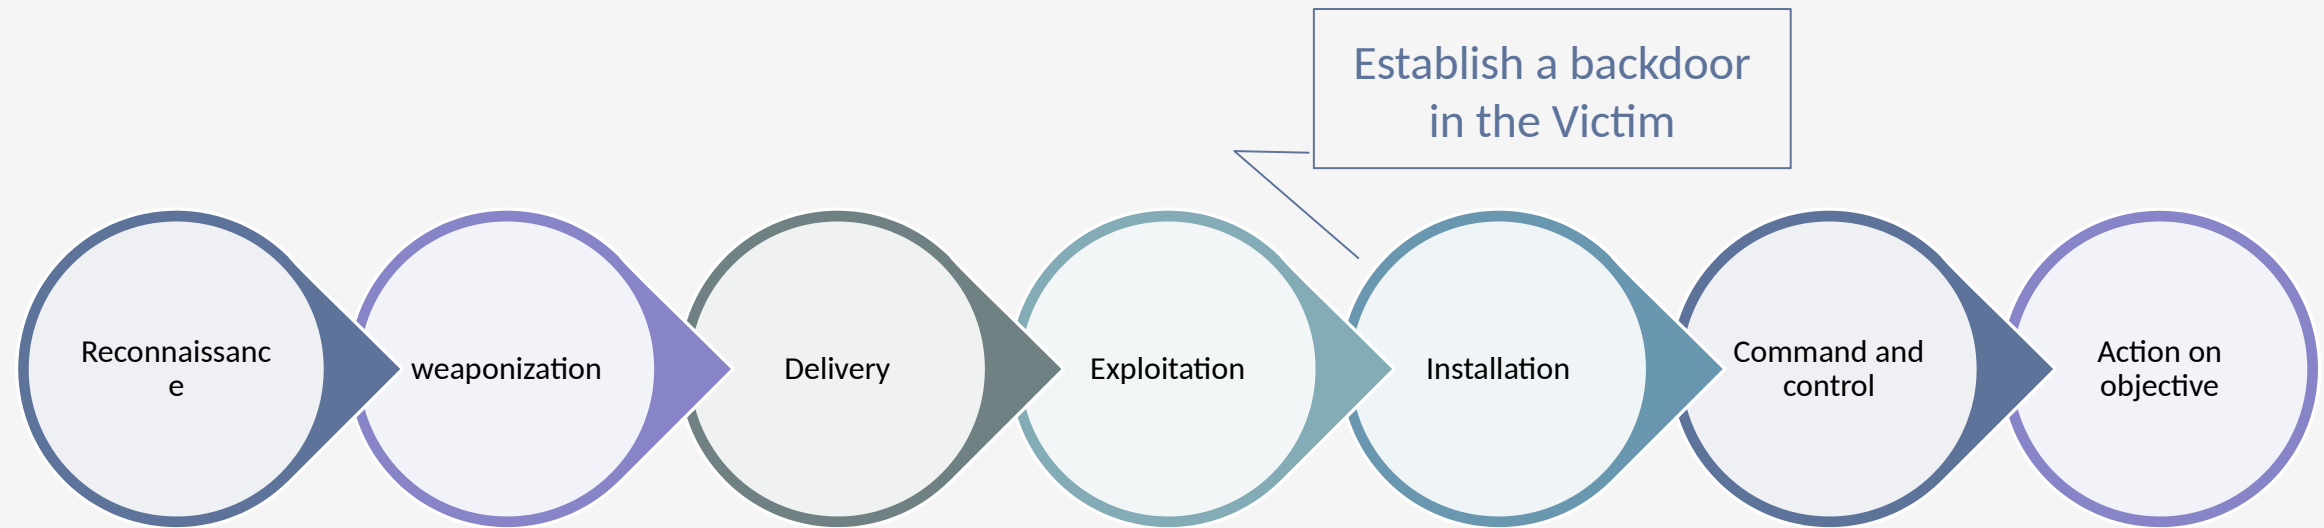 Establish a backdoor
in the Victim
Reconnaissanc
e
weaponization
Delivery
Exploitation
Installation
Command and
control
Action on
objective